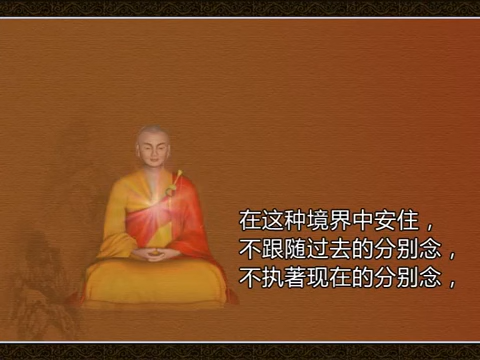 在这种境界中安住，
不跟随过去的分别念，
不执著现在的分别念，